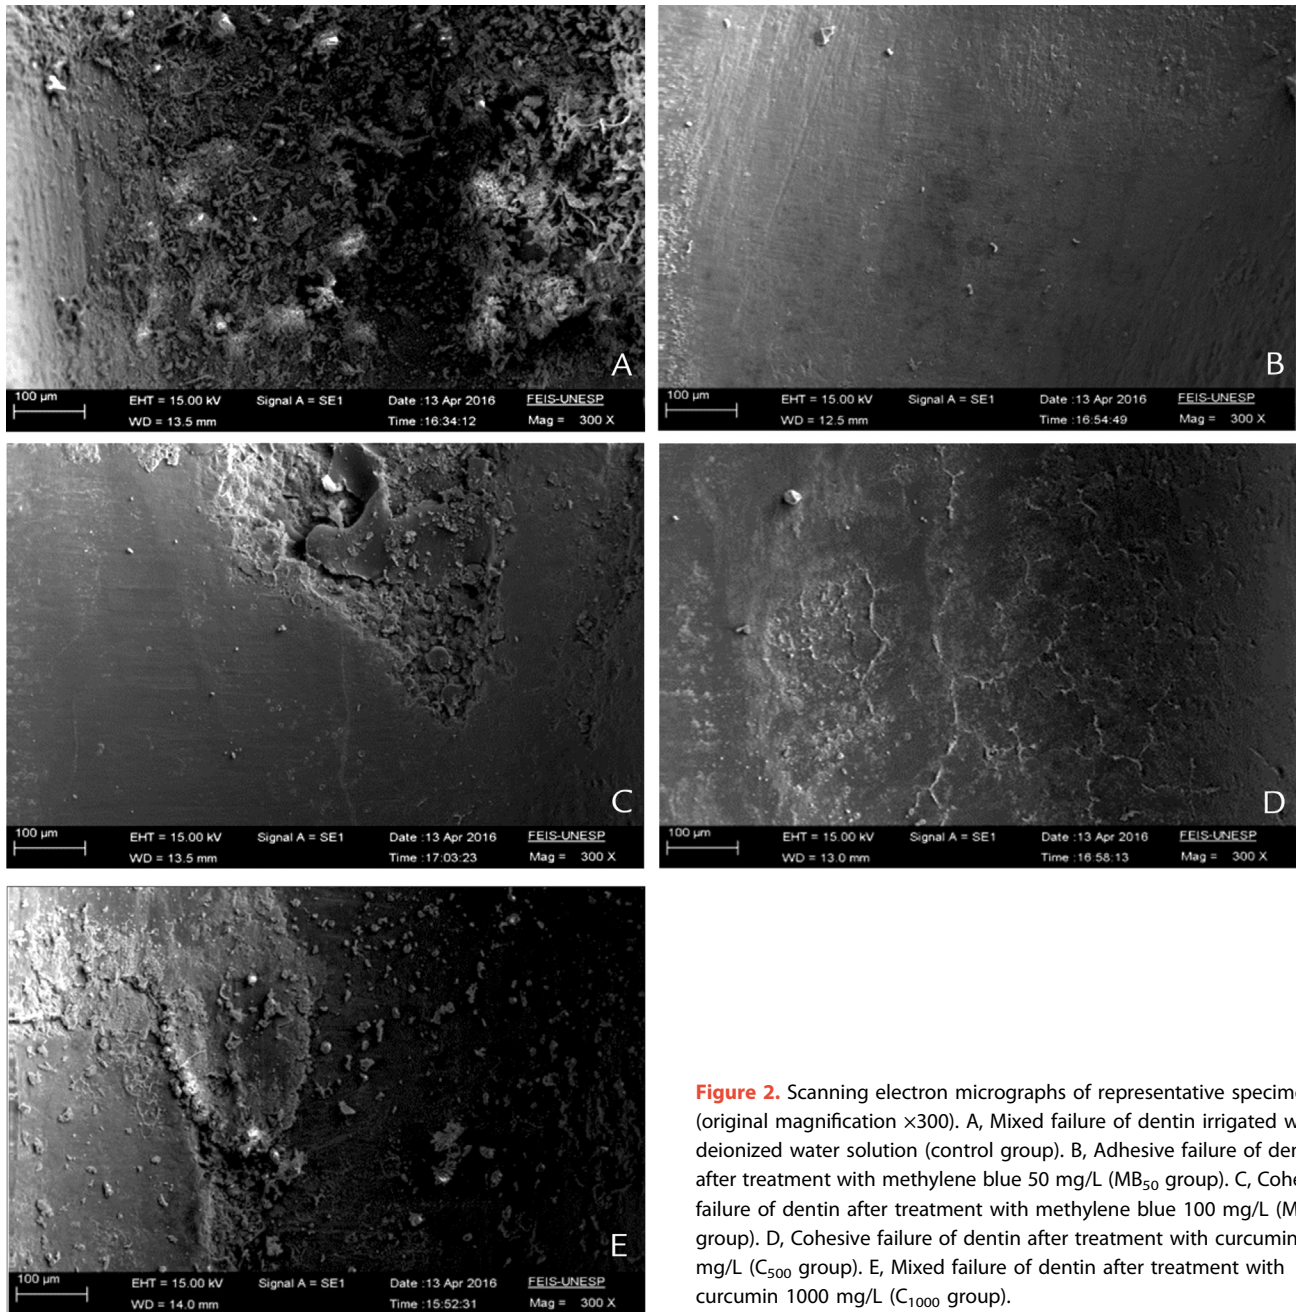 A
100 µm
EHT = 15.00 kV Signal A = SE1 Date :13 Apr 2016 FEIS-UNESP
WD = 13.5 mm Time :16:34:12 Mag = 300 X
B
100 µm
EHT = 15.00 kV Signal A = SE1 Date :13 Apr 2016 FEIS-UNESP
WD = 12.5 mm Time :16:54:49 Mag = 300 X
C
100 µm
EHT = 15.00 kV Signal A = SE1 Date :13 Apr 2016 FEIS-UNESP
WD = 13.5 mm Time :17:03:23 Mag = 300 X
D
100 µm
EHT = 15.00 kV Signal A = SE1 Date :13 Apr 2016 FEIS-UNESP
WD = 13.0 mm Time :16:58:13 Mag = 300 X
E
100 µm
EHT = 15.00 kV Signal A = SE1 Date :13 Apr 2016 FEIS-UNESP
WD = 14.0 mm Time :15:52:31 Mag = 300 X
Figure 2. Scanning electron micrographs of representative
(original magnification ×300). A, Mixed failure of dentin irrigated
deionized water solution (control group). B, Adhesive failure of
after treatment with methylene blue 50 mg/L (MB50 group). C,
failure of dentin after treatment with methylene blue 100 mg/L
group). D, Cohesive failure of dentin after treatment with curcumin
mg/L (C500 group). E, Mixed failure of dentin after treatment with
curcumin 1000 mg/L (C1000 group).